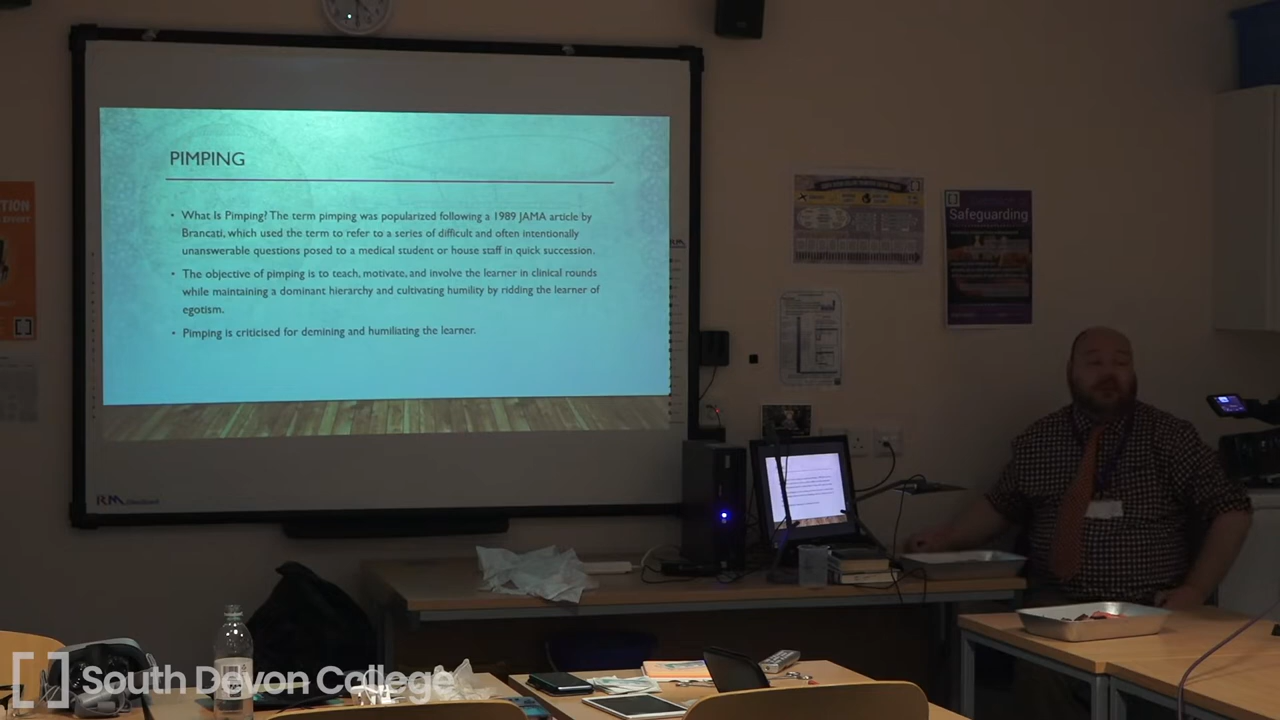 PIMPING
• What Is Pimping? The term pimping was popularized following a 1989 JAMA article by
Brancati, which used the term to refer to a series of difficult and often intentionally
unanswerable questions posed to a medical student or house staff in quick succession.
• The objective of pimping is to teach, motivate, and involve the learner in clinical rounds
while maintaining a dominant hierarchy and cultivating humility by ridding the learner of
egotism.
• Pimping is criticised for demining and humiliating the learner.
Safeguarding
RM
South Devon College